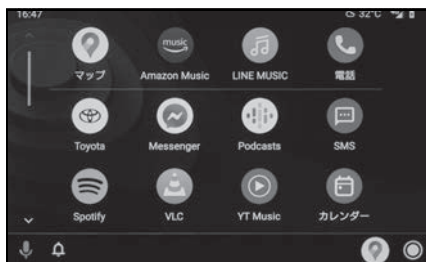 16:47
32°C
マップ
music
Amazon Music
LINE MUSIC
電話
Toyota
Messenger
Podcasts
SMS
Spotify
VLC
YT Music
カレンダー